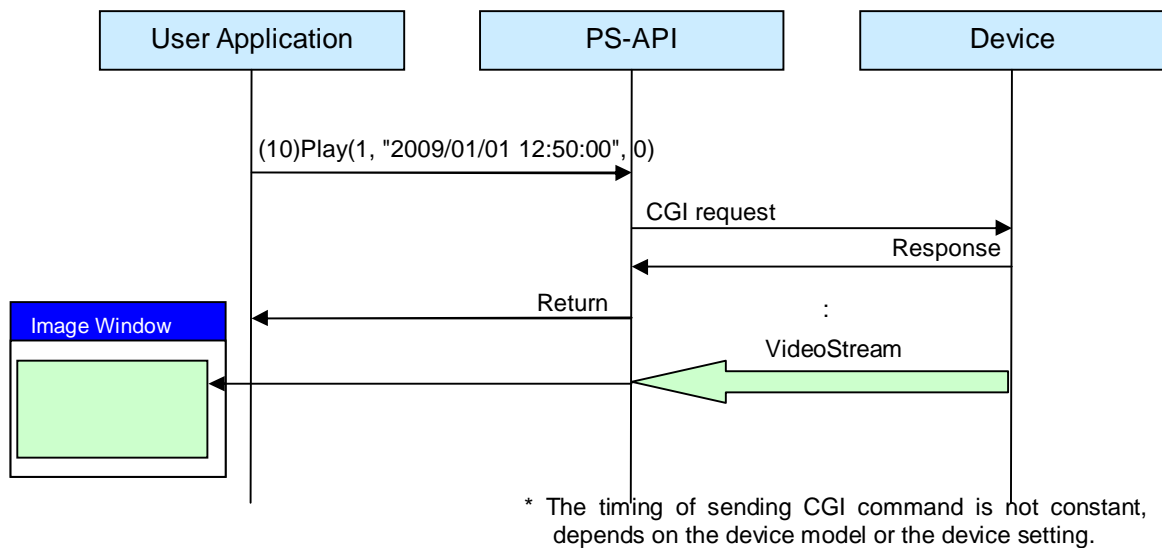 User Application
PS-API
Device
(10)Play(1, "2009/01/01 12:50:00", 0)
CGI request
Response
Return
:
Image Window
VideoStream
* The timing of sending CGI command is not constant,
depends on the device model or the device setting.